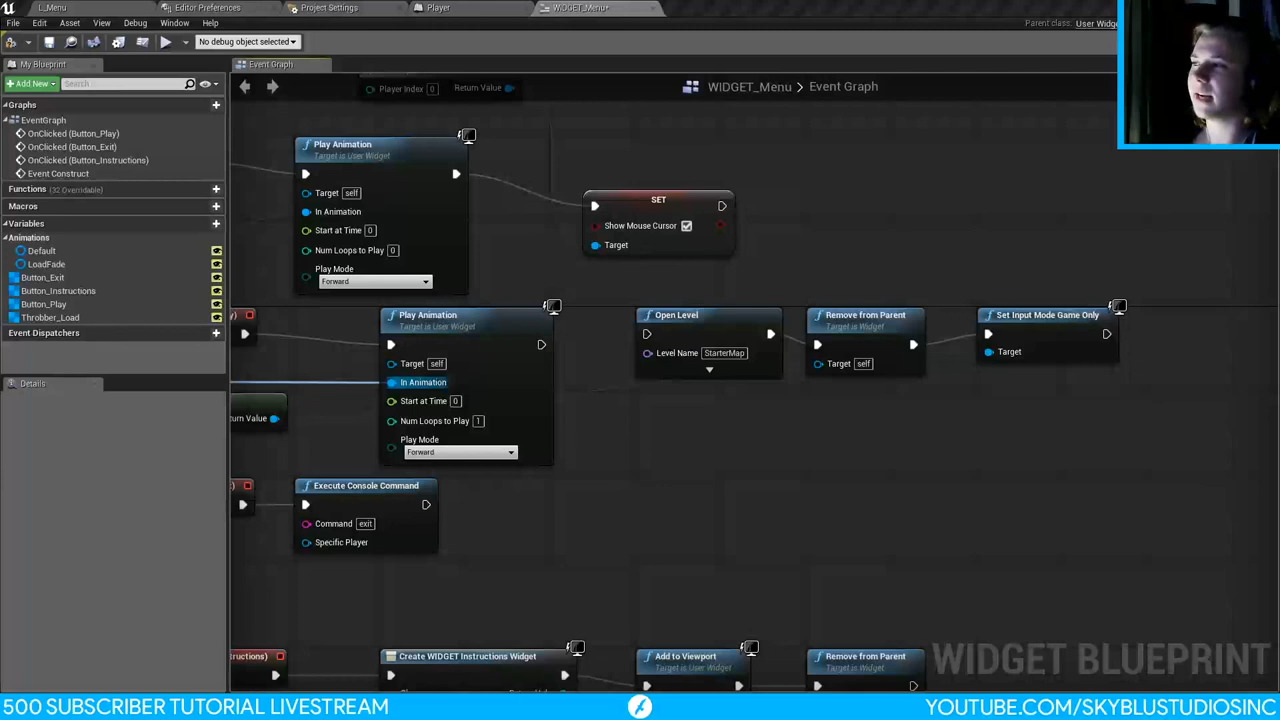 L_Menu
Editor Preferences
Project Settings
Player
WIDGET_Menu*
File
Edit
Asset
View
Debug
Window
Help
Parent class: User Widg
No debug object selected
My Blueprint
Event Graph
+Add New
Search
WIDGET_Menu > Event Graph
Graphs
EventGraph
OnClicked (Button_Play)
OnClicked (Button_Exit)
OnClicked (Button_Instructions)
Event Construct
Functions (32 Overridable)
Macros
Variables
Animations
Default
LoadFade
Button_Exit
Button_Instructions
Button_Play
Throbber_Load
Event Dispatchers
Details
Player Index 0
Return Value
Play Animation
Target is User Widget
Target self
In Animation
Start at Time 0
Num Loops to Play 0
Play Mode
Forward
SET
Show Mouse Cursor
Target
y)
Play Animation
Target is User Widget
Target self
In Animation
Start at Time 0
Num Loops to Play 1
Play Mode
Forward
turn Value
Open Level
Level Name StarterMap
Remove from Parent
Target is Widget
Target self
Set Input Mode Game Only
Target
Execute Console Command
Command exit
Specific Player
tructions)
Create WIDGET Instructions Widget
Add to Viewport
Target is User Widget
Remove from Parent
Target is Widget
WIDGET BLUEPRINT
500 SUBSCRIBER TUTORIAL LIVESTREAM
YOUTUBE.COM/SKYBLUSTUDIOSINC